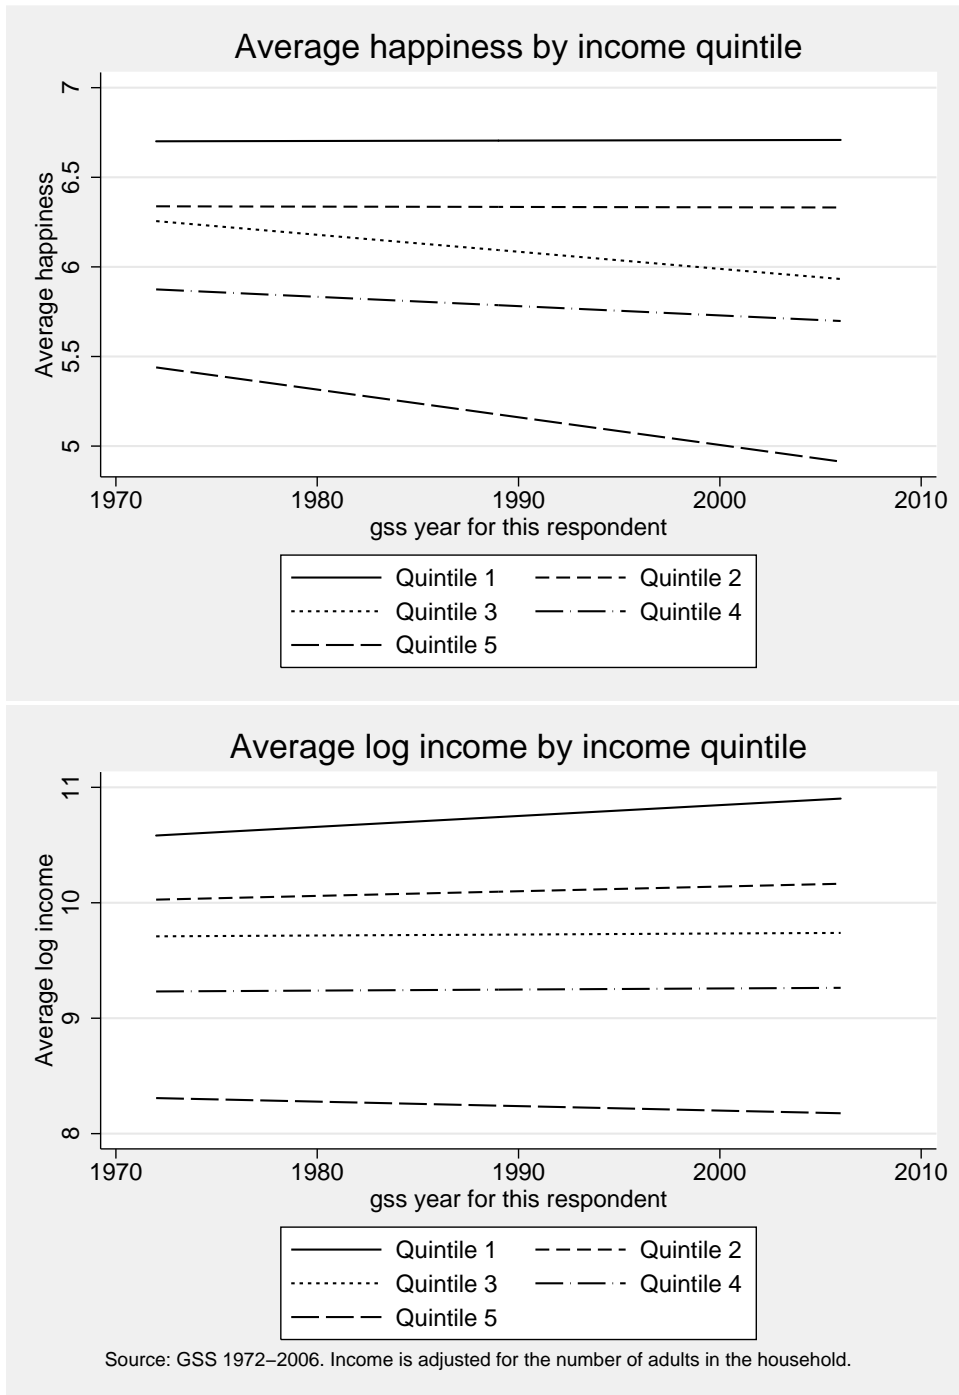 Average happiness by income quintile
Average happiness
7
6.5
6
5.5
5
1970 1980 1990 2000 2010
gss year for this respondent
Quintile 1 Quintile 2
Quintile 3 Quintile 4
Quintile 5
Average log income by income quintile
Average log income
11
10
9
8
1970 1980 1990 2000 2010
gss year for this respondent
Quintile 1 Quintile 2
Quintile 3 Quintile 4
Quintile 5
Source: GSS 1972−2006. Income is adjusted for the number of adults in the household.